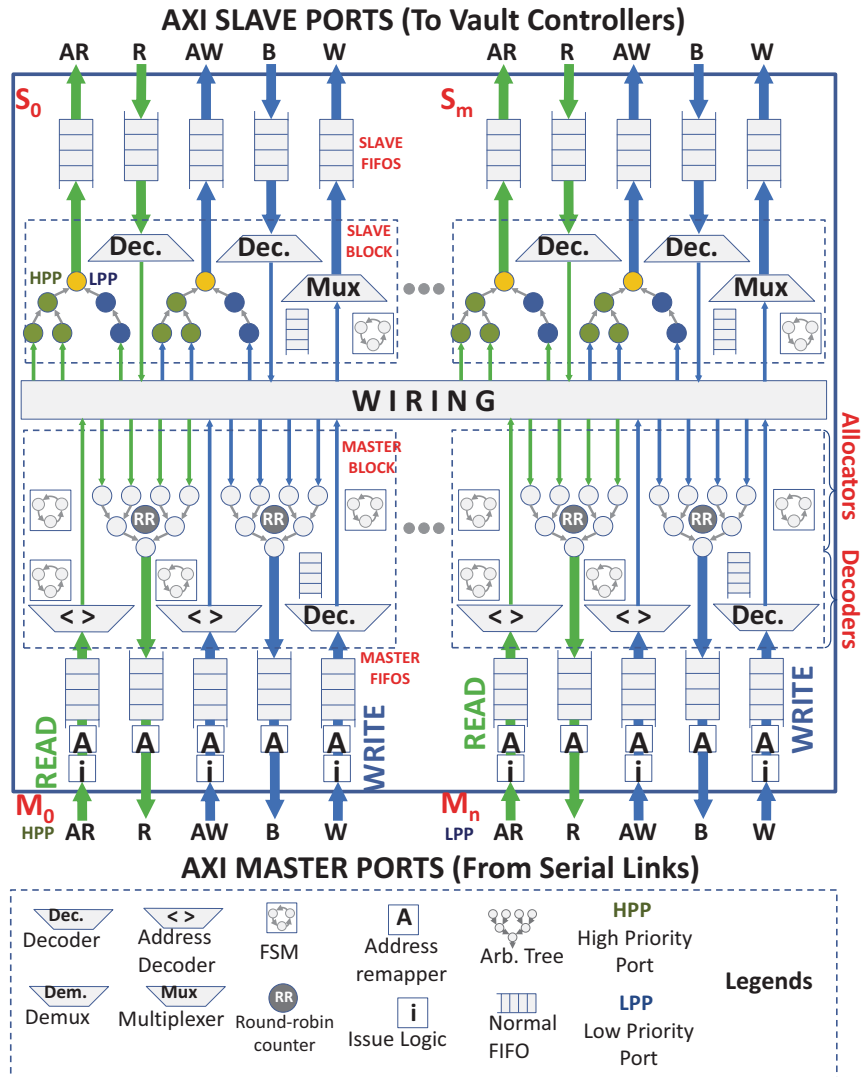 AXI SLAVE PORTS (To Vault Controllers)
AR R AW B W AR R AW B W
S0 Sm
SLAVE
FIFOS
SLAVE
BLOCK
Dec. Dec. Dec. Dec.
HPP LPP
Mux Mux
WIRING
MASTER
BLOCK
Allocators
RR RR RR RR
Decoders
< > < > Dec. < > < > Dec.
MASTER
FIFOS
READ WRITE READ WRITE
A A A A A A A A A A
i i i i i i
M0 Mn
HPP AR R AW B W LPP AR R AW B W
AXI MASTER PORTS (From Serial Links)
Dec.
Decoder
< >
Address
Decoder
FSM
A
Address
remapper
Arb. Tree
HPP
High Priority
Port
Legends
Dem.
Demux
Mux
Multiplexer
RR
Round-robin
counter
i
Issue Logic
Normal
FIFO
LPP
Low Priority
Port